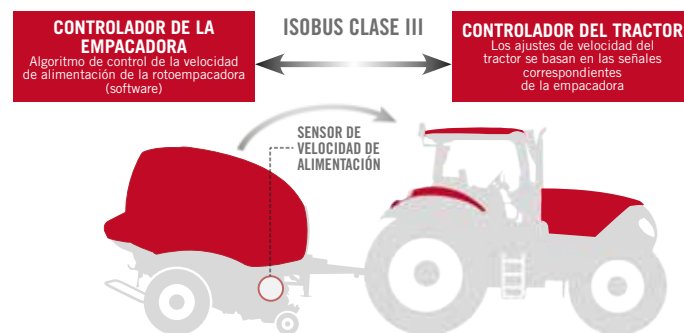 CONTROLADOR DE LA
EMPACADORA
Algoritmo de control de la velocidad
de alimentación de la rotoempacadora
(software)
ISOBUS CLASE III
CONTROLADOR DEL TRACTOR
Los ajustes de velocidad del
tractor se basan en las señales
correspondientes
de la empacadora
SENSOR DE
VELOCIDAD DE
ALIMENTACIÓN